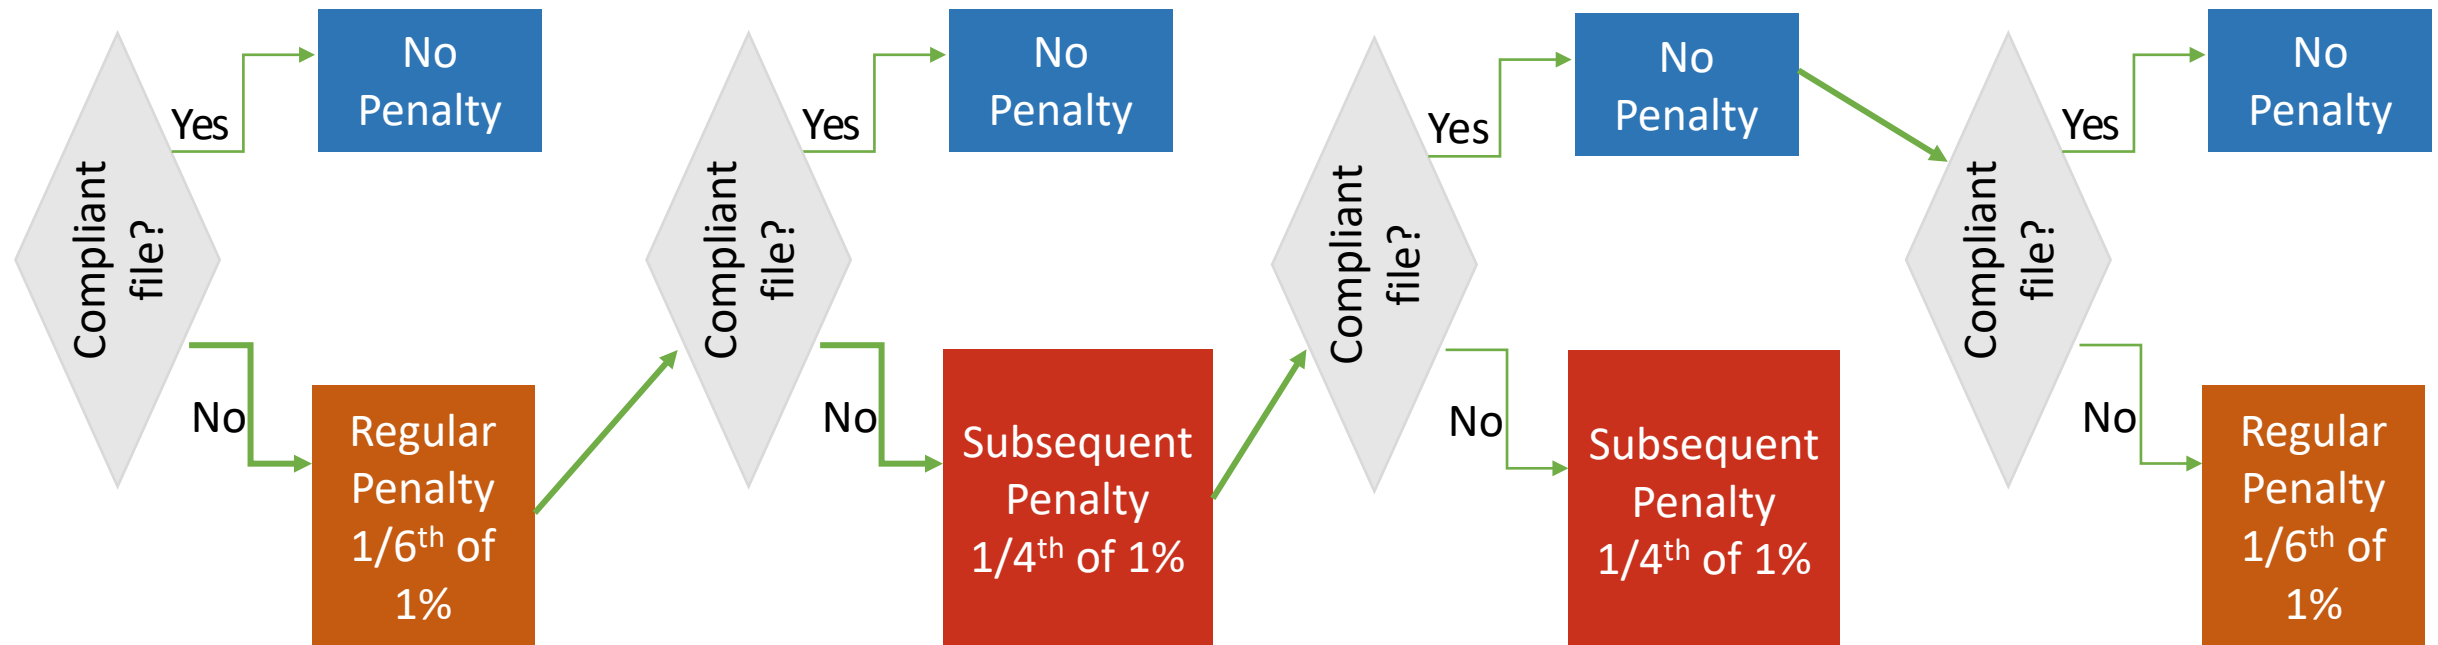 Compliant
file?
Yes
No
Penalty
No
Regular
Penalty
1/6th of
1%
Compliant
file?
Yes
No
Penalty
No
Subsequent
Penalty
1/4th of 1%
Compliant
file?
Yes
No
Penalty
No
Subsequent
Penalty
1/4th of 1%
Compliant
file?
Yes
No
Penalty
No
Regular
Penalty
1/6th of
1%